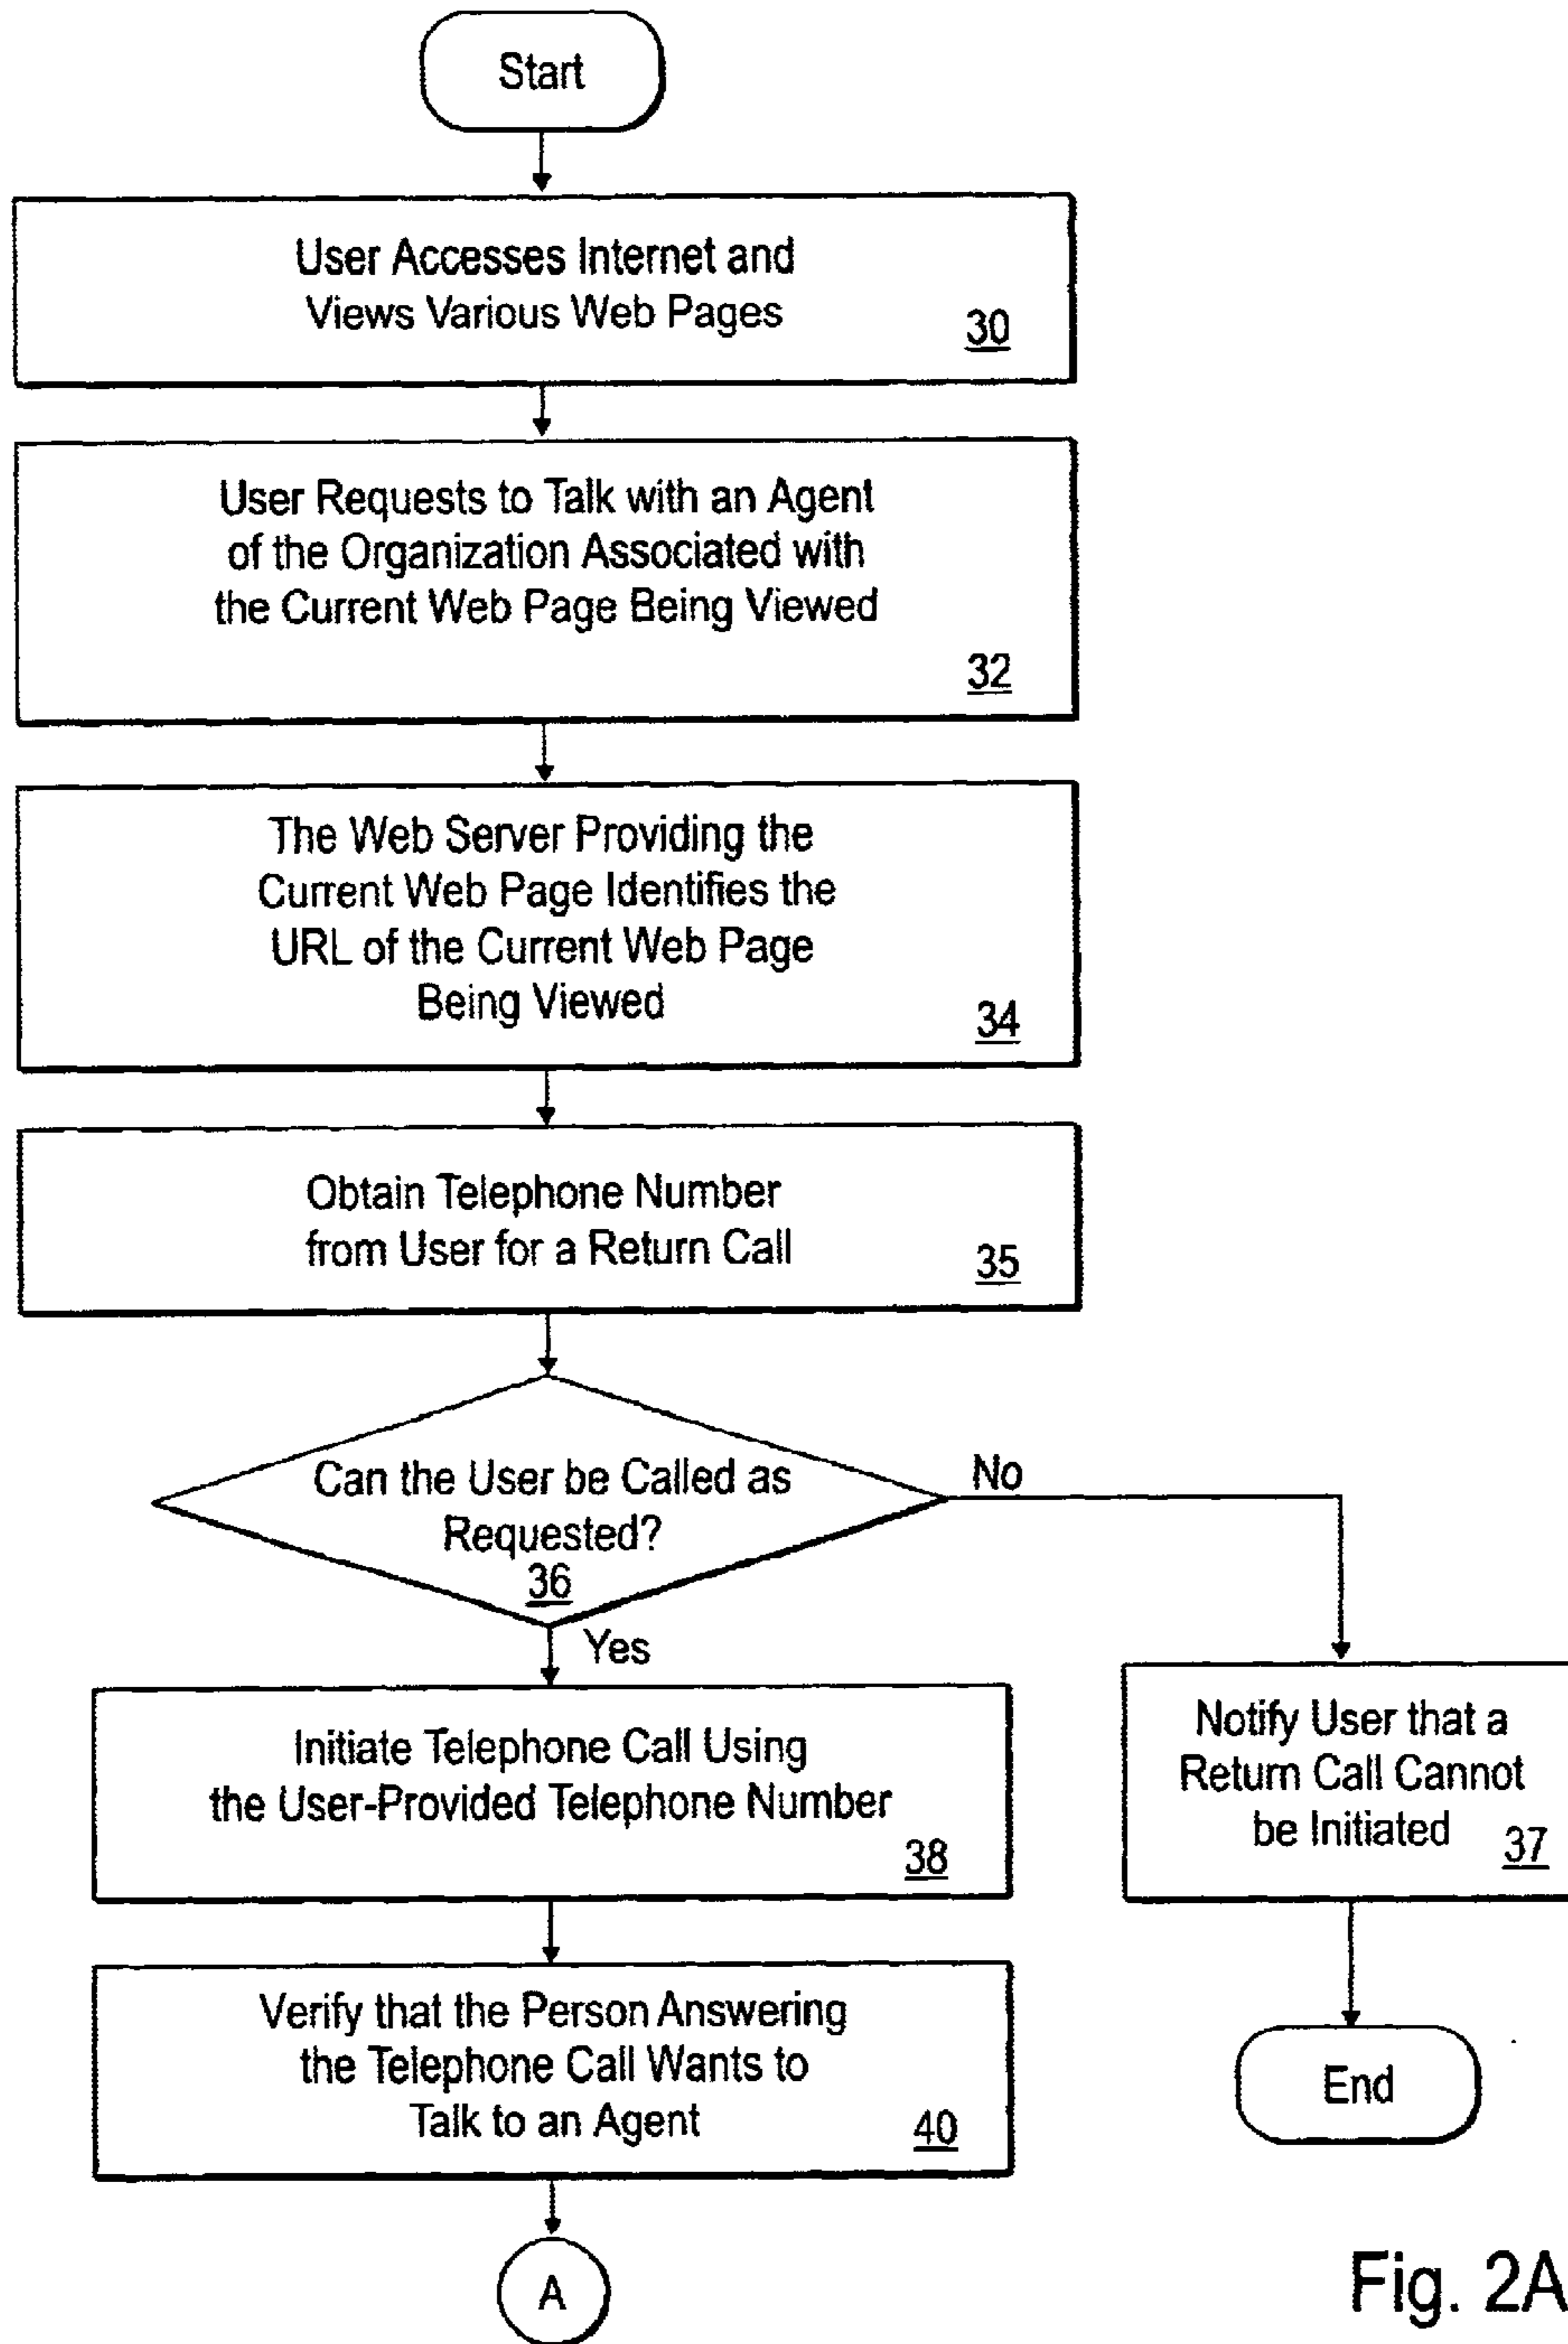 Start
User Accesses Internet and
Views Various Web Pages
30
User Requests to Talk with an Agent
of the Organization Associated with
the Current Web Page Being Viewed
32
The Web Server Providing the
Current Web Page Identifies the
URL of the Current Web Page
Being Viewed
34
Obtain Telephone Number
from User for a Return Call
35
Can the User be Called as
Requested?
36
No
Yes
Initiate Telephone Call Using
the User-Provided Telephone Number
38
Notify User that a
Return Call Cannot
be Initiated
37
Verify that the Person Answering
the Telephone Call Wants to
Talk to an Agent
40
End
A
Fig. 2A